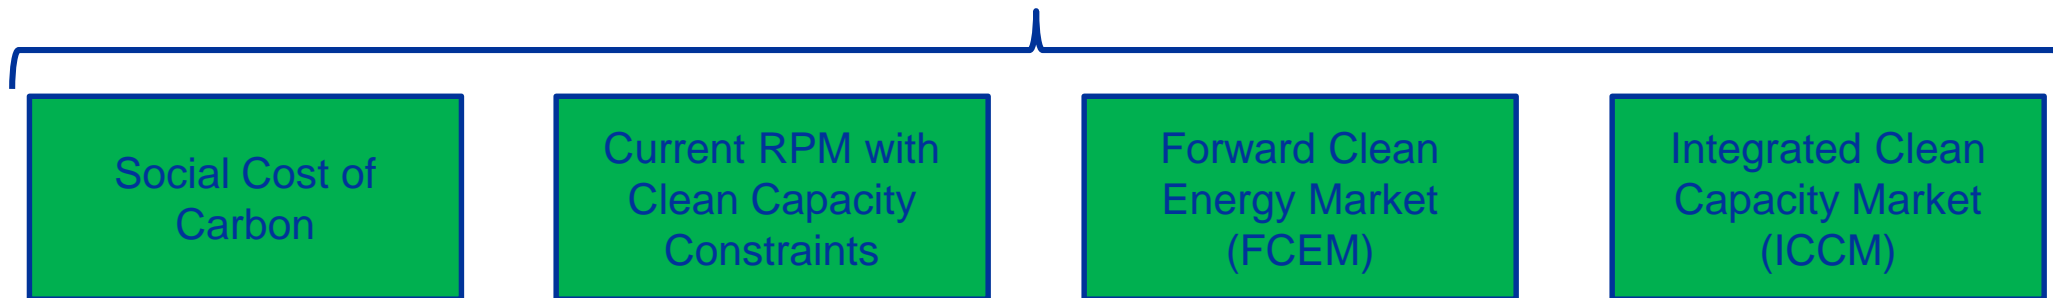 Social Cost of
Carbon
Current RPM with
Clean Capacity
Constraints
Forward Clean
Energy Market
(FCEM)
Integrated Clean
Capacity Market
(ICCM)